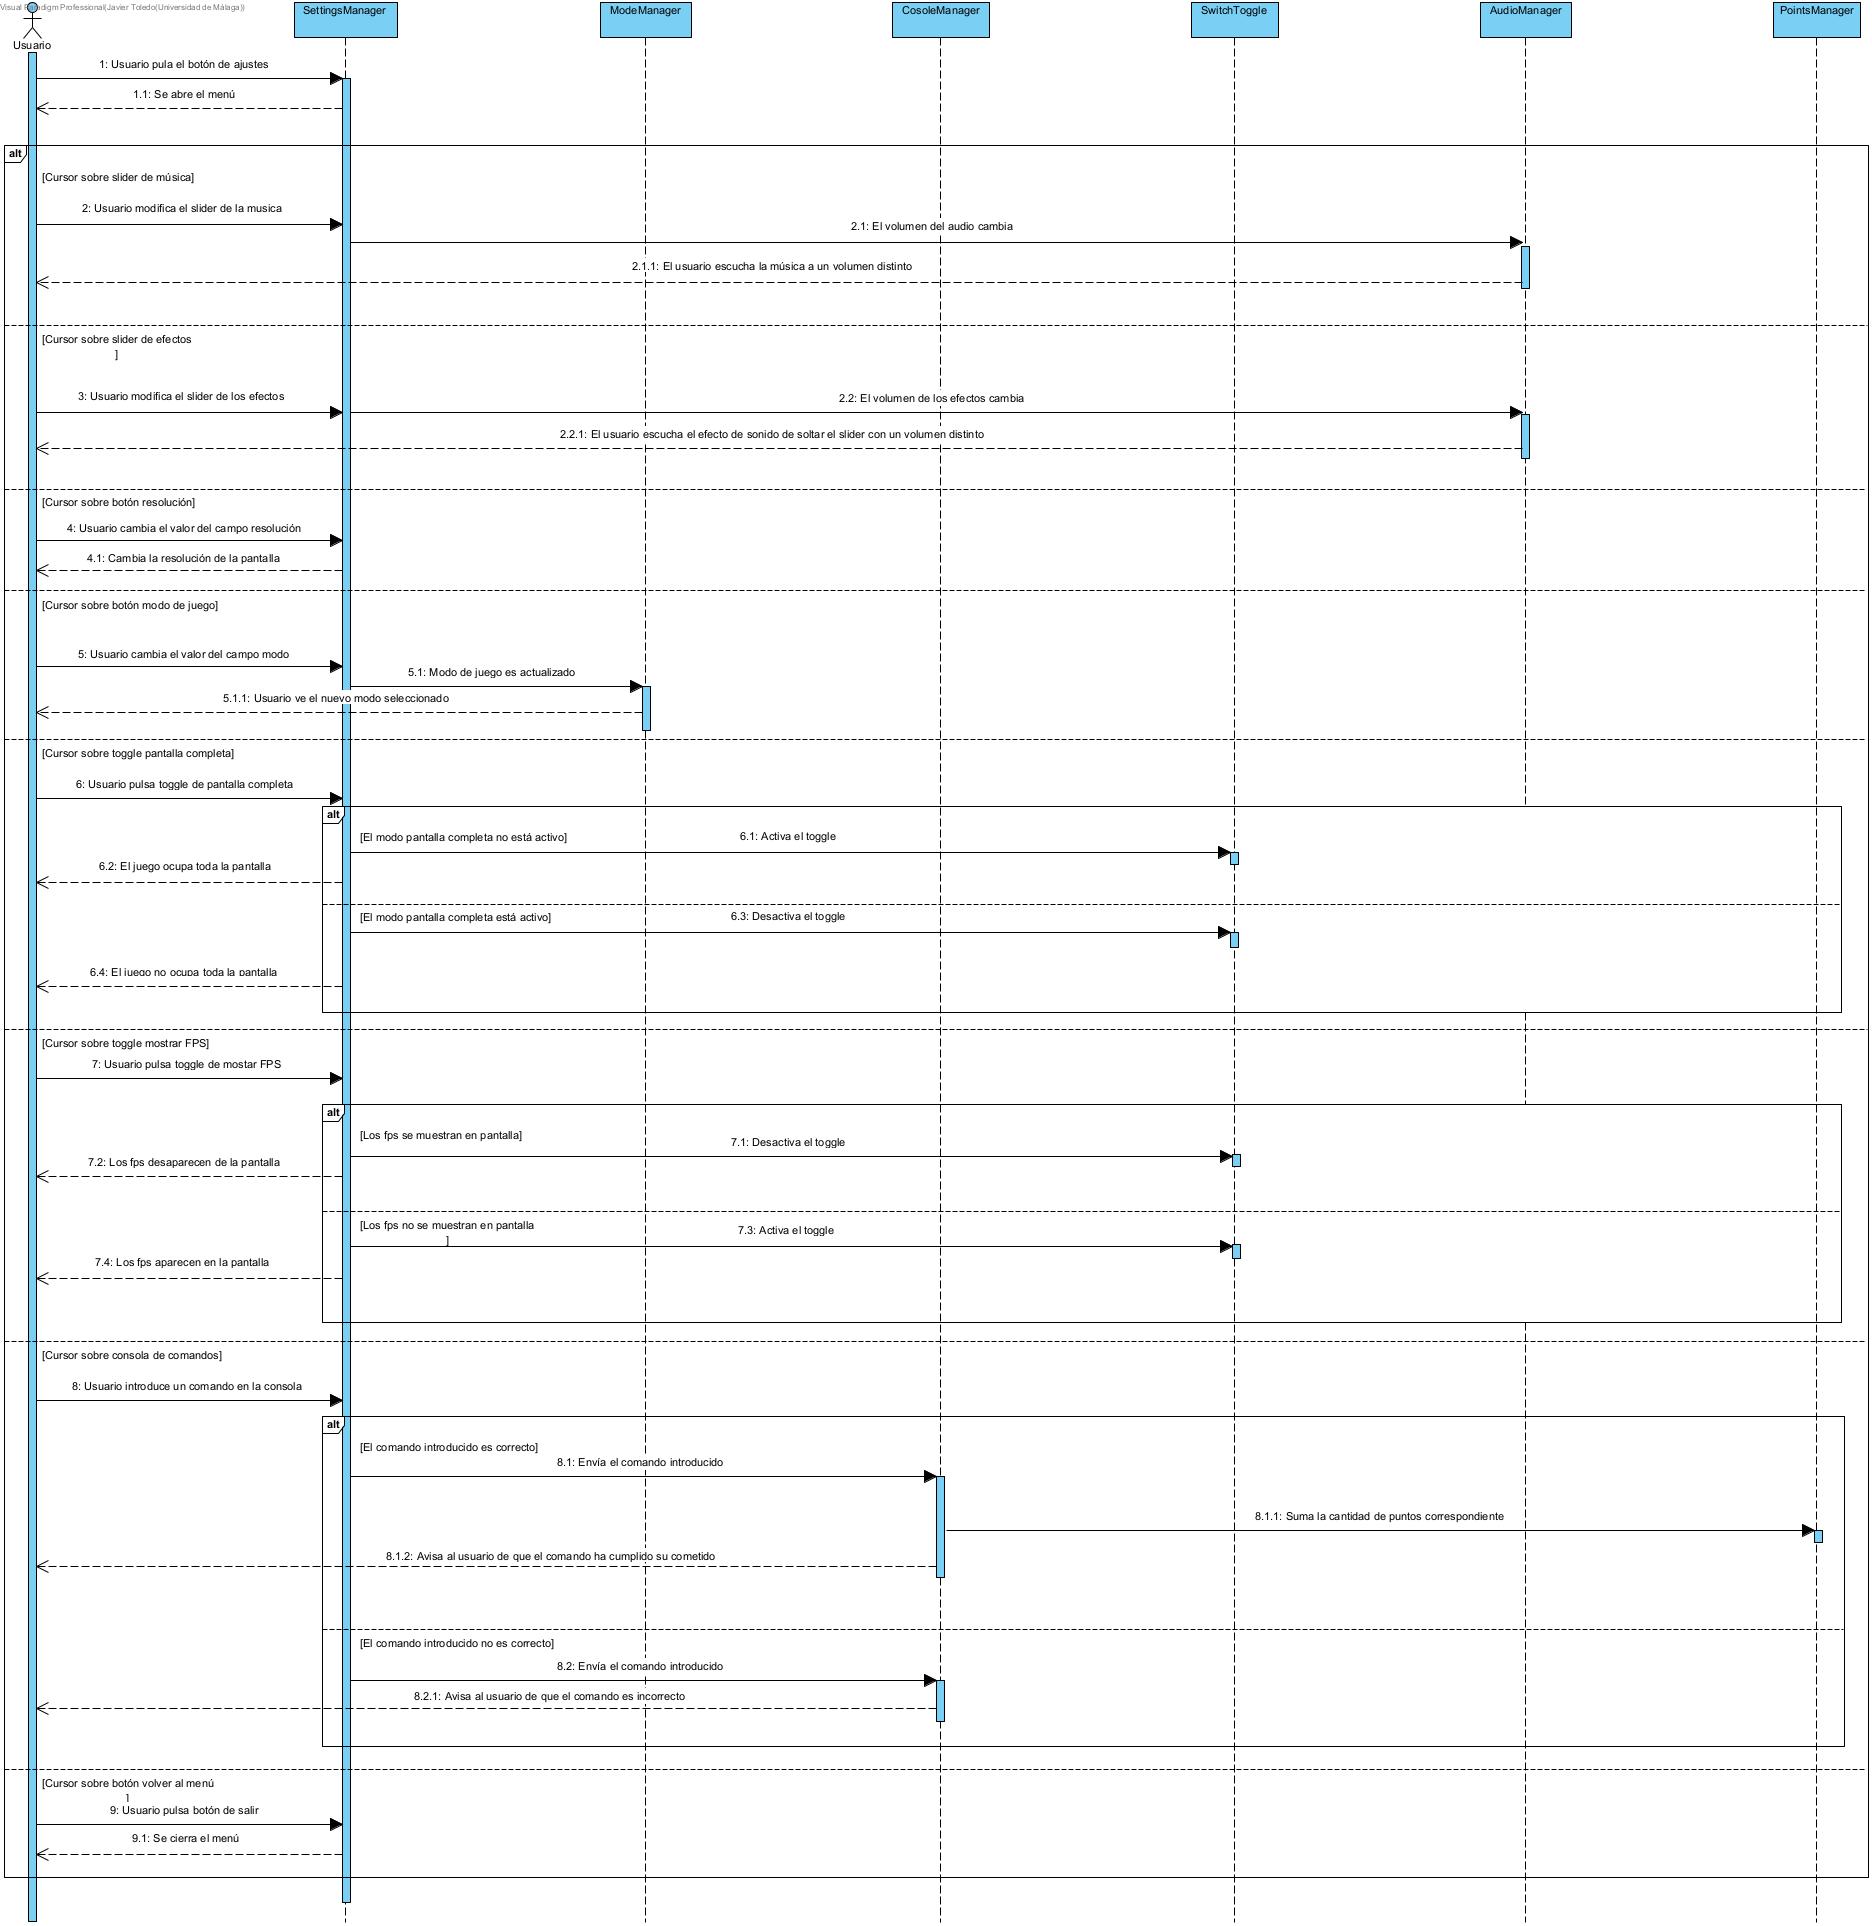 Visual Paradigm Professional(Javier Toledo(Universidad de Málaga))
Usuario
SettingsManager
ModeManager
CosoleManager
SwitchToggle
AudioManager
PointsManager
1: Usuario pula el botón de ajustes
1.1: Se abre el menú
alt
[Cursor sobre slider de música]
2: Usuario modifica el slider de la musica
2.1: El volumen del audio cambia
2.1.1: El usuario escucha la música a un volumen distinto
[Cursor sobre slider de efectos
]
3: Usuario modifica el slider de los efectos
2.2: El volumen de los efectos cambia
2.2.1: El usuario escucha el efecto de sonido de soltar el slider con un volumen distinto
[Cursor sobre botón resolución]
4: Usuario cambia el valor del campo resolución
4.1: Cambia la resolución de la pantalla
[Cursor sobre botón modo de juego]
5: Usuario cambia el valor del campo modo
5.1: Modo de juego es actualizado
5.1.1: Usuario ve el nuevo modo seleccionado
[Cursor sobre toggle pantalla completa]
6: Usuario pulsa toggle de pantalla completa
alt
[El modo pantalla completa no está activo]
6.1: Activa el toggle
6.2: El juego ocupa toda la pantalla
[El modo pantalla completa está activo]
6.3: Desactiva el toggle
6.4: El juego no ocupa toda la pantalla
[Cursor sobre toggle mostrar FPS]
7: Usuario pulsa toggle de mostar FPS
alt
[Los fps se muestran en pantalla]
7.1: Desactiva el toggle
7.2: Los fps desaparecen de la pantalla
[Los fps no se muestran en pantalla
]
7.3: Activa el toggle
7.4: Los fps aparecen en la pantalla
[Cursor sobre consola de comandos]
8: Usuario introduce un comando en la consola
alt
[El comando introducido es correcto]
8.1: Envía el comando introducido
8.1.1: Suma la cantidad de puntos correspondiente
8.1.2: Avisa al usuario de que el comando ha cumplido su cometido
[El comando introducido no es correcto]
8.2: Envía el comando introducido
8.2.1: Avisa al usuario de que el comando es incorrecto
[Cursor sobre botón volver al menú
]
9: Usuario pulsa botón de salir
9.1: Se cierra el menú